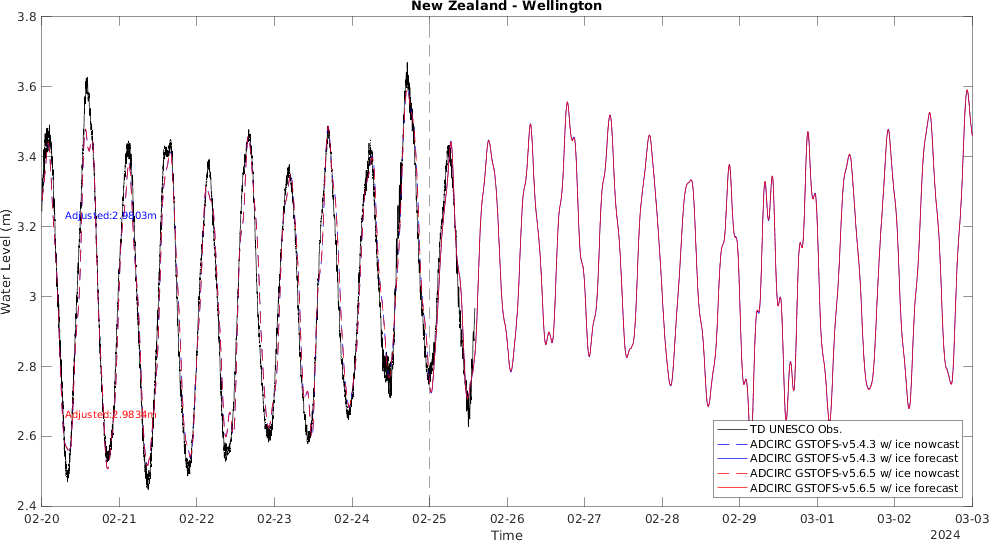 New Zealand - Wellington
3.8
3.6
3.4
3.2
3
2.8
2.6
2.4
Water Level (m)
Adjusted:2.9803m
Adjusted:2.9834m
TD UNESCO Obs.
ADCIRC GSTOFS-v5.4.3 w/ ice nowcast
ADCIRC GSTOFS-v5.4.3 w/ ice forecast
ADCIRC GSTOFS-v5.6.5 w/ ice nowcast
ADCIRC GSTOFS-v5.6.5 w/ ice forecast
02-20 02-21 02-22 02-23 02-24 02-25 02-26 02-27 02-28 02-29 03-01 03-02 03-03
Time
2024